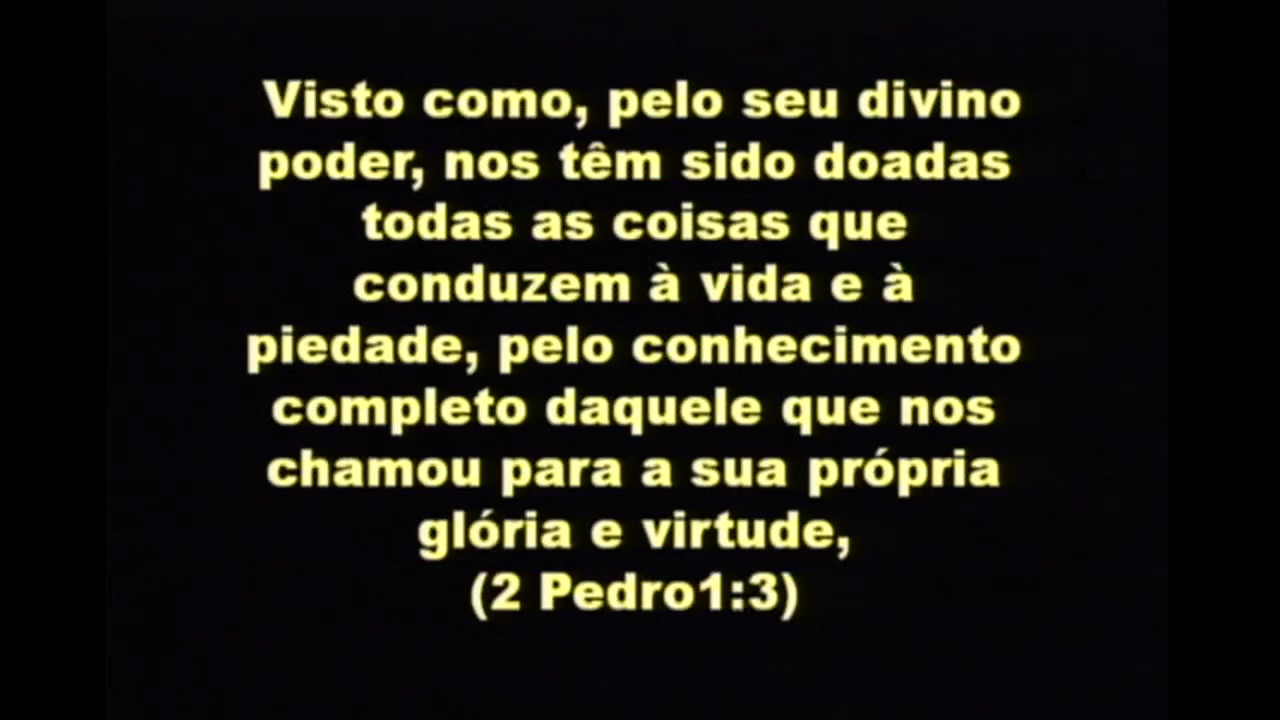 Visto como, pelo seu divino
poder, nos têm sido doadas
todas as coisas que
conduzem à vida e à
piedade, pelo conhecimento
completo daquele que nos
chamou para a sua própria
glória e virtude,
(2 Pedro1:3)